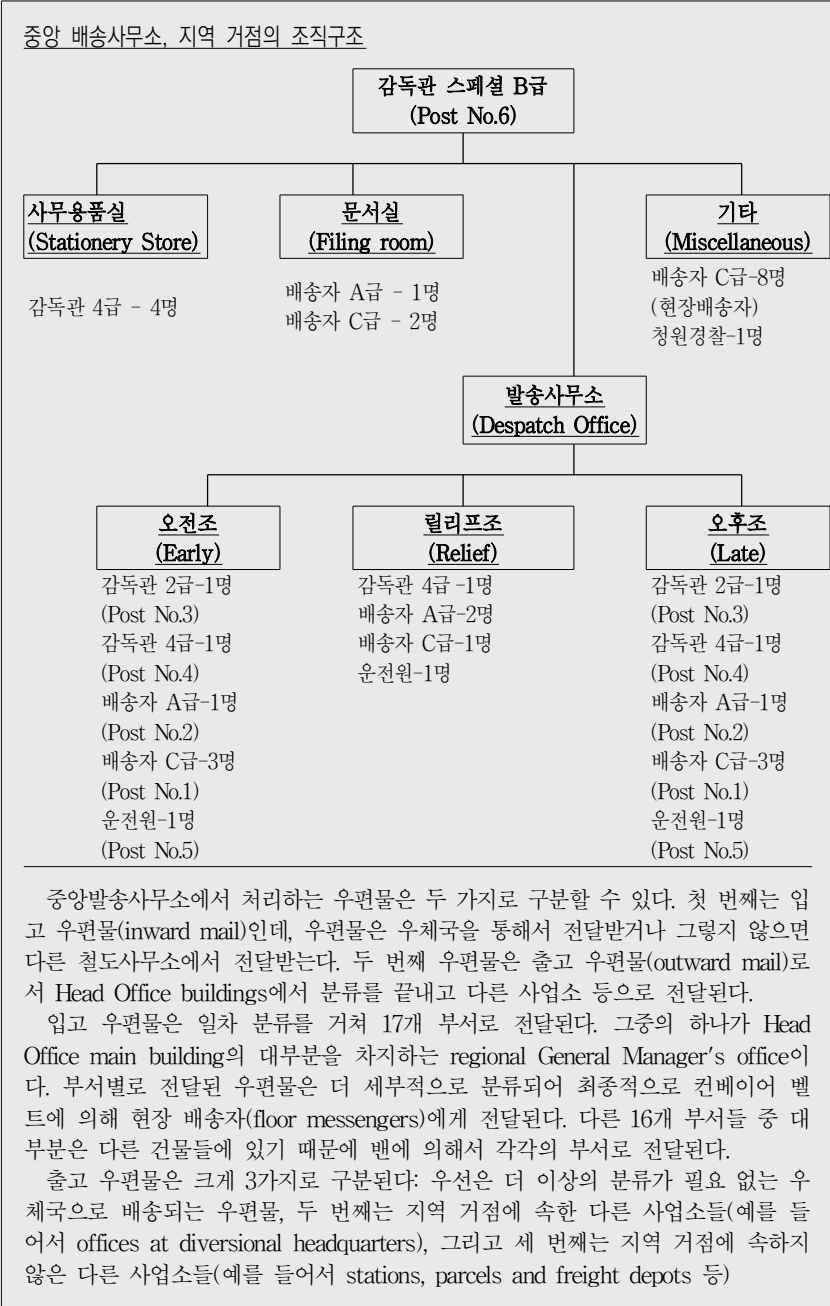 중앙 배송사무소, 지역 거점의 조직구조
감독관 스페셜 B급
(Post No.6)
사무용품실
(Stationery Store)
감독관 4급 - 4명
문서실
(Filing room)
배송자 A급 - 1명
배송자 C급 - 2명
기타
(Miscellaneous)
배송자 C급-8명
(현장배송자)
청원경찰-1명
발송사무소
(Despatch Office)
오전조
(Early)
감독관 2급-1명
(Post No.3)
감독관 4급-1명
(Post No.4)
배송자 A급-1명
(Post No.2)
배송자 C급-3명
(Post No.1)
운전원-1명
(Post No.5)
릴리프조
(Relief)
감독관 4급-1명
배송자 A급-2명
배송자 C급-1명
운전원-1명
오후조
(Late)
감독관 2급-1명
(Post No.3)
감독관 4급-1명
(Post No.4)
배송자 A급-1명
(Post No.2)
배송자 C급-3명
(Post No.1)
운전원-1명
(Post No.5)
중앙발송사무소에서 처리하는 우편물은 두 가지로 구분할 수 있다. 첫 번째는 입
고 우편물(inward mail)인데, 우편물은 우체국을 통해서 전달받거나 그렇지 않으면
다른 철도사무소에서 전달받는다. 두 번째 우편물은 출고 우편물(outward mail)로
서 Head Office buildings에서 분류를 끝내고 다른 사업소 등으로 전달된다.
입고 우편물은 일차 분류를 거쳐 17개 부서로 전달된다. 그중의 하나가 Head
Office main building의 대부분을 차지하는 regional General Manager's office이
다. 부서별로 전달된 우편물은 더 세부적으로 분류되어 최종적으로 컨베이어 벨
트에 의해 현장 배송자(floor messengers)에게 전달된다. 다른 16개 부서들 중 대
부분은 다른 건물들에 있기 때문에 밴에 의해서 각각의 부서로 전달된다.
출고 우편물은 크게 3가지로 구분된다: 우선은 더 이상의 분류가 필요 없는 우
체국으로 배송되는 우편물, 두 번째는 지역 거점에 속한 다른 사업소들(예를 들
어서 offices at diversional headquarters), 그리고 세 번째는 지역 거점에 속하지
않은 다른 사업소들(예를 들어서 stations, parcels and freight depots 등)